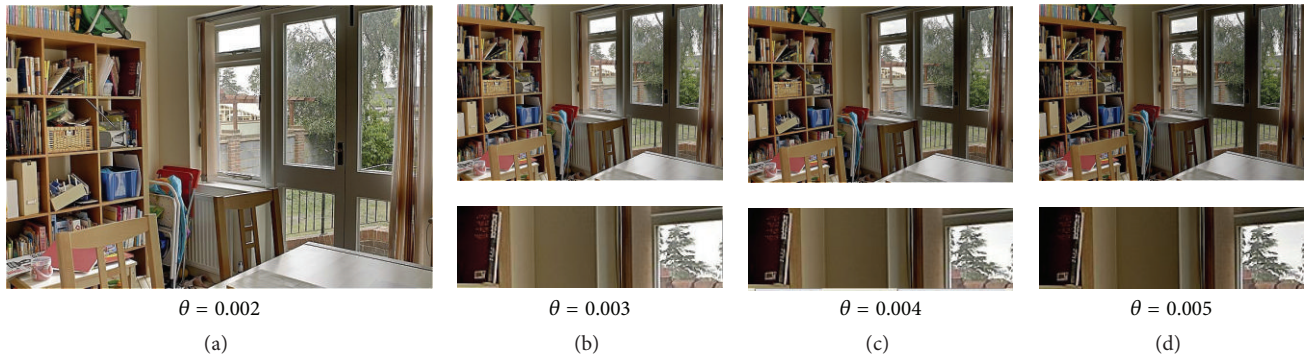 θ = 0.002
(a)
θ = 0.003
(b)
θ = 0.004
(c)
θ = 0.005
(d)